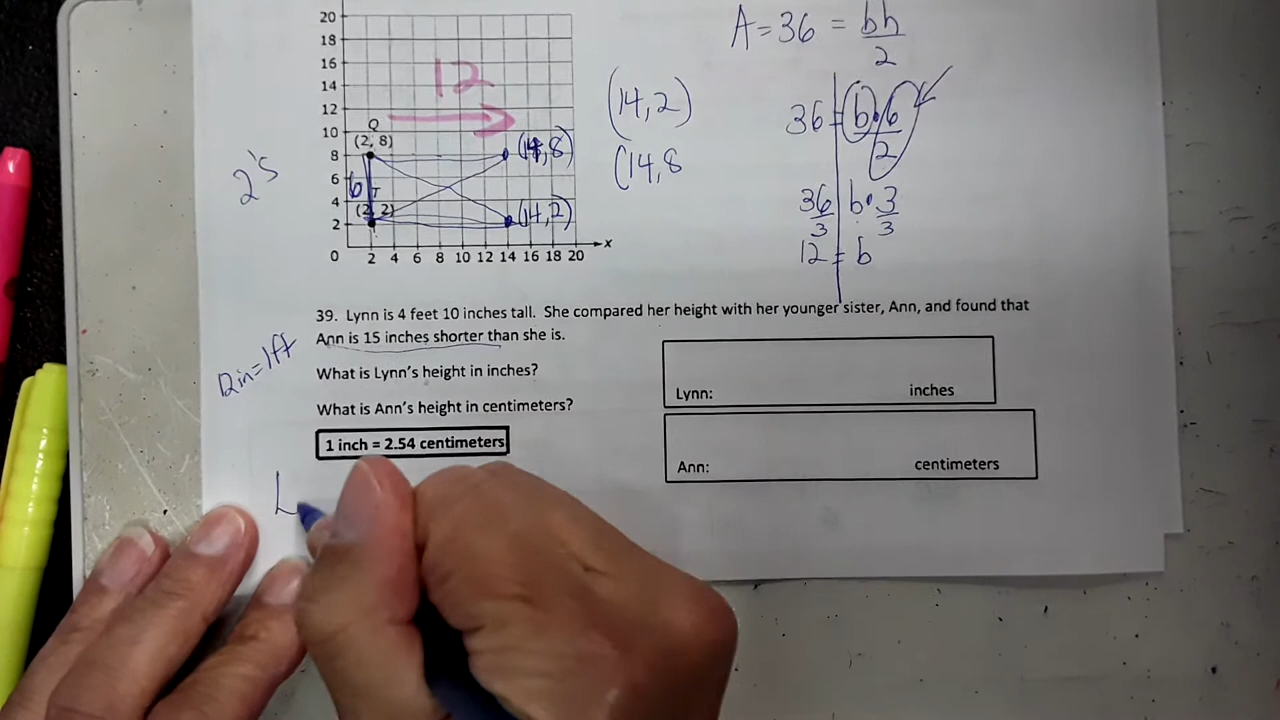 A = 36 = bh/2
20
18
16
14
12
10
8
6
4
2
0
2 4 6 8 10 12 14 16 18 20
x
12
Q
(2, 8)
(14,8)
6
T
(2, 2)
(14,2)
2's
(14,2)
(14,8
36 = b·6/2
36/3 b·3/3
12 = b
39. Lynn is 4 feet 10 inches tall. She compared her height with her younger sister, Ann, and found that
Ann is 15 inches shorter than she is.
12in=1ft
What is Lynn's height in inches?
Lynn: inches
What is Ann's height in centimeters?
1 inch = 2.54 centimeters
Ann: centimeters
L